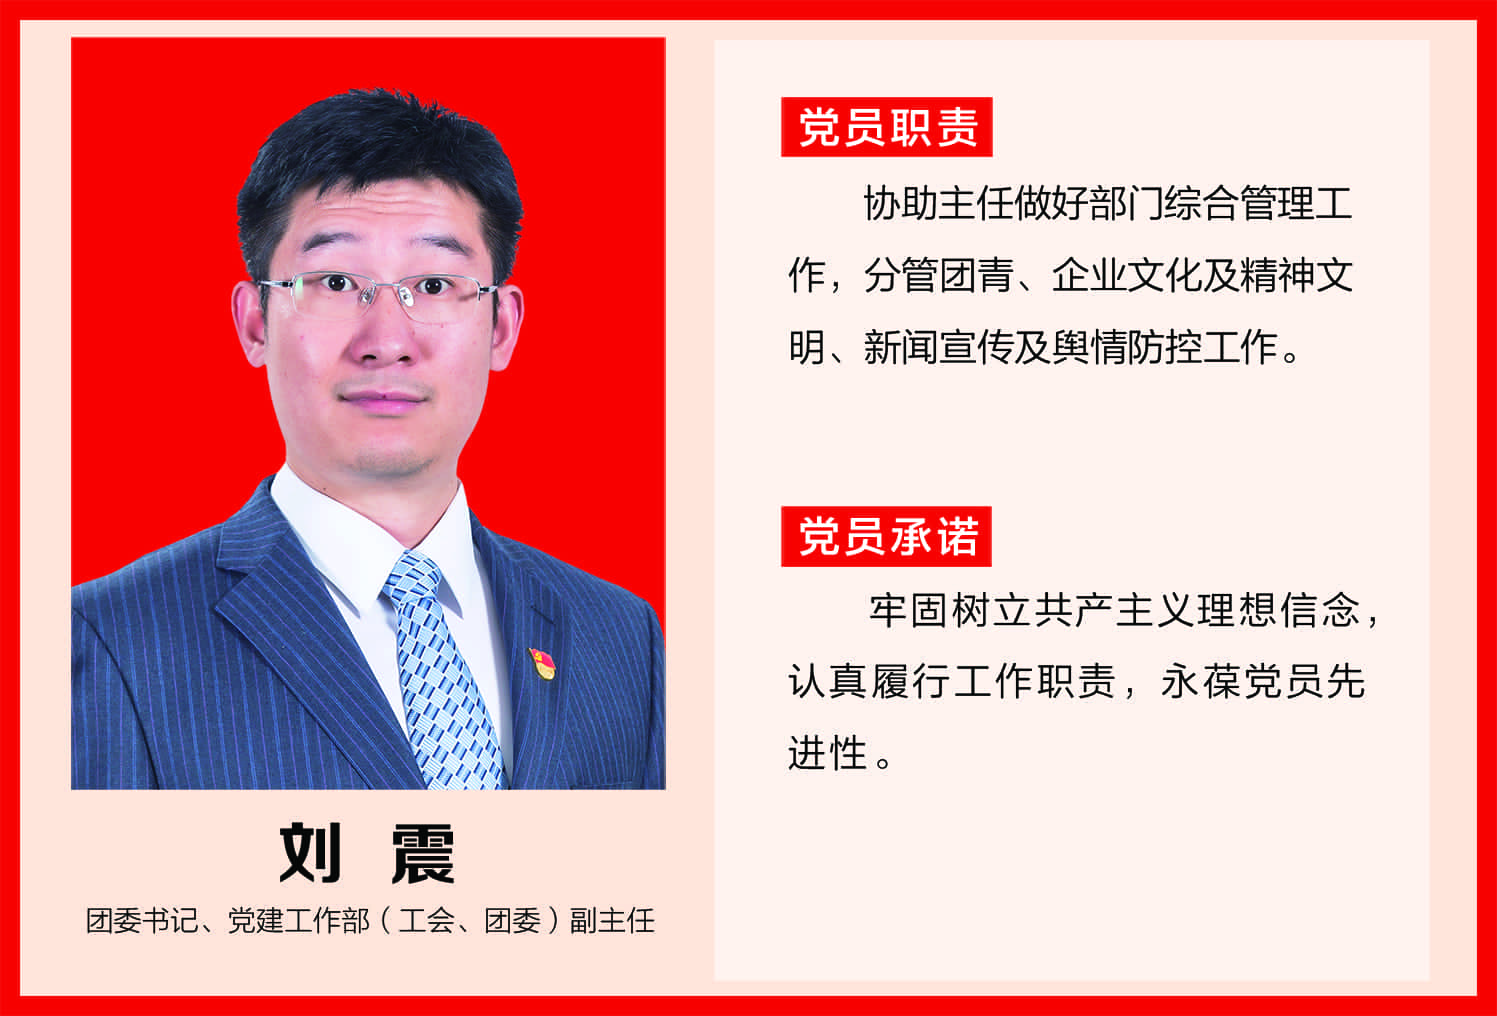 党员职责
协助主任做好部门综合管理工
作，分管团青、企业文化及精神文
明、新闻宣传及舆情防控工作。
党员承诺
牢固树立共产主义理想信念，
认真履行工作职责，永葆党员先
进性。
刘 震
团委书记、党建工作部（工会、团委）副主任